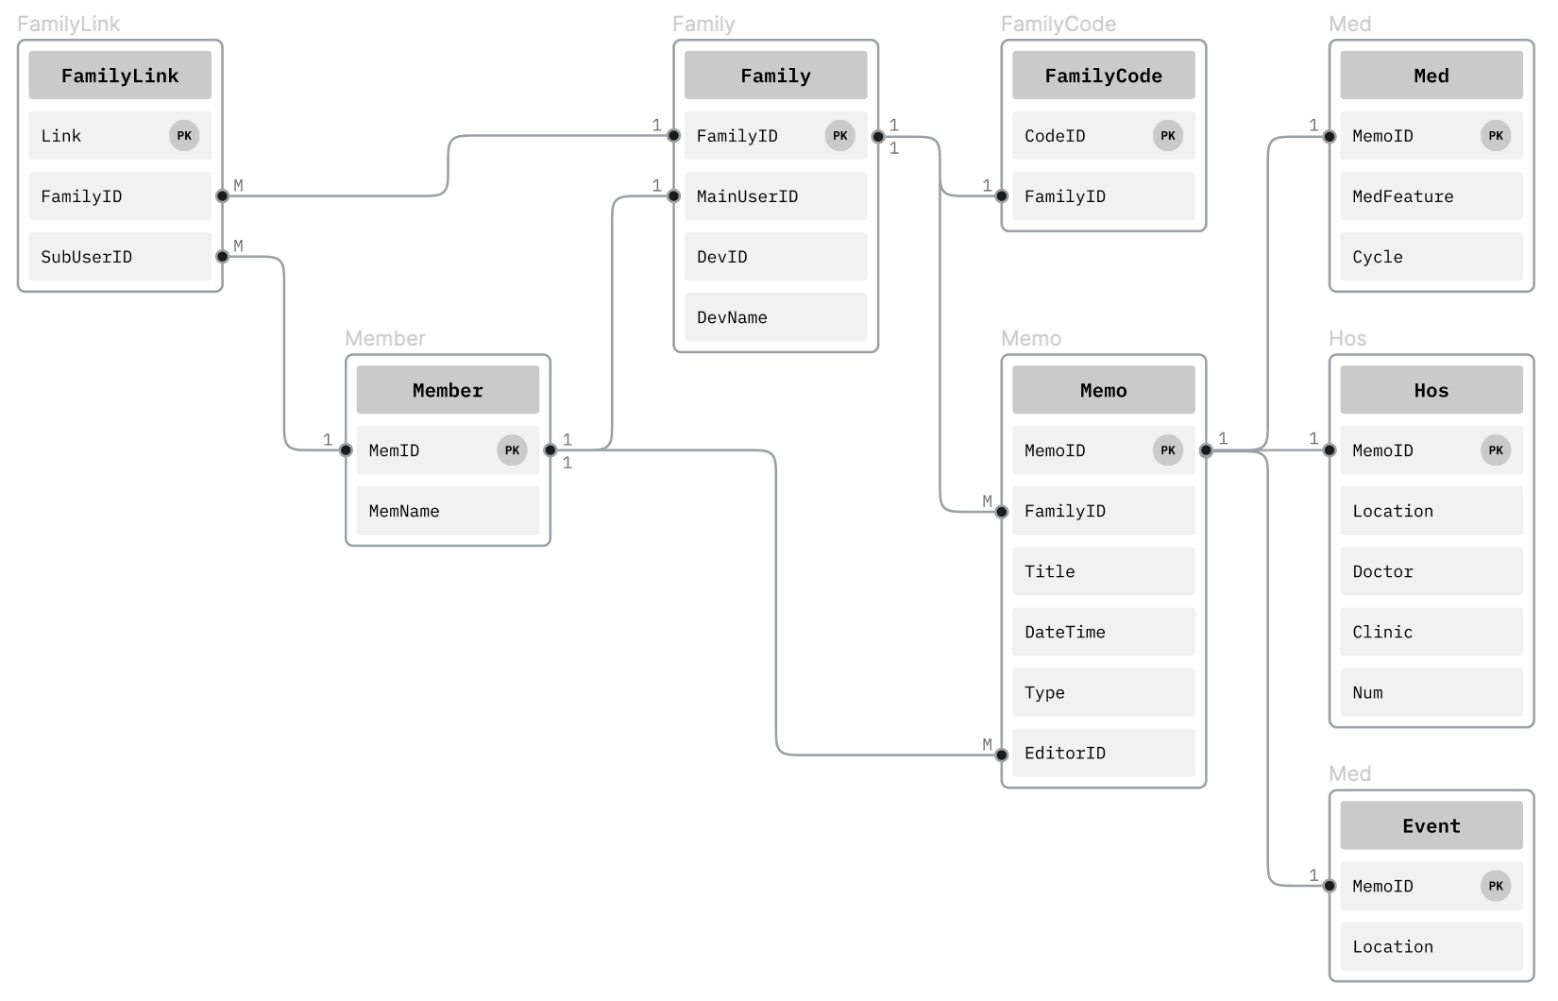 FamilyLink
FamilyLink
Link PK
FamilyID
SubUserID
M
M
Member
Member
MemID PK
MemName
1
1
1
Family
Family
FamilyID PK
MainUserID
DevID
DevName
1
1
1
1
FamilyCode
FamilyCode
CodeID PK
FamilyID
1
Memo
Memo
MemoID PK
FamilyID
Title
DateTime
Type
EditorID
M
M
1
Med
Med
MemoID PK
MedFeature
Cycle
1
Hos
Hos
MemoID PK
Location
Doctor
Clinic
Num
1
Med
Event
MemoID PK
Location
1